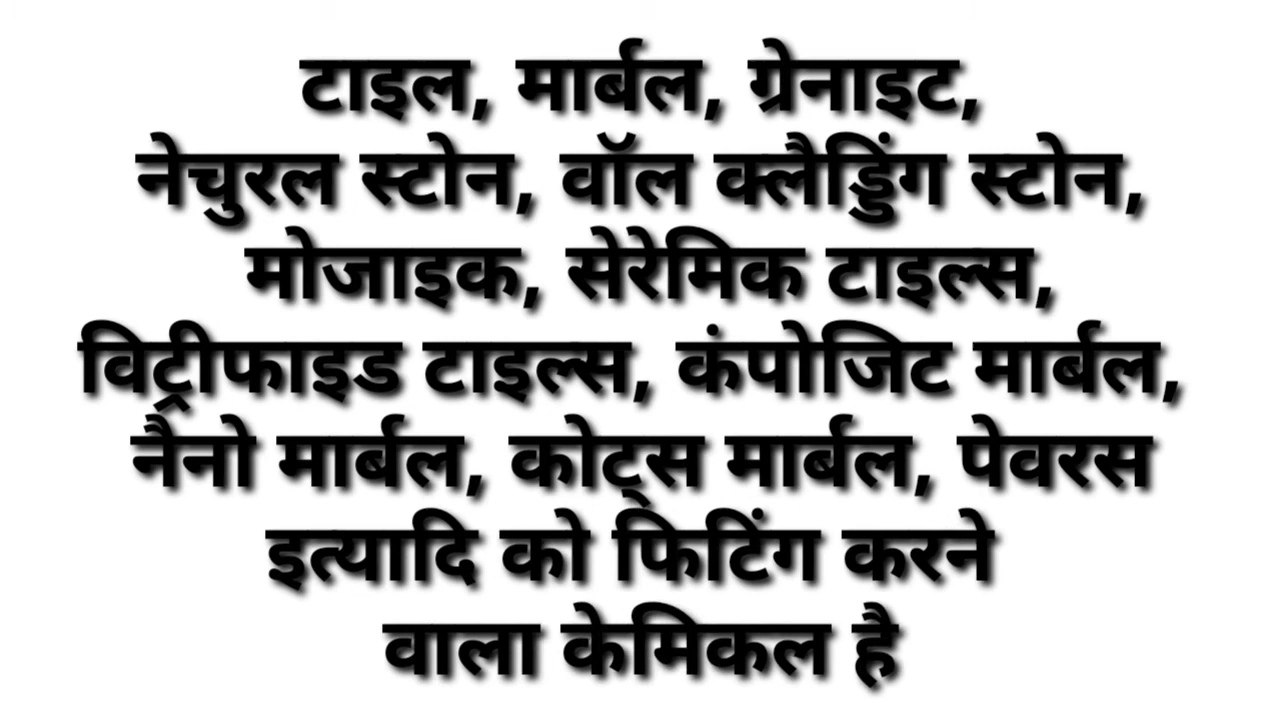 टाइल, मार्बल, ग्रेनाइट,
नेचुरल स्टोन, वॉल क्लैड्डिंग स्टोन,
मोजाइक, सेरेमिक टाइल्स,
विट्रीफाइड टाइल्स, कंपोजिट मार्बल,
नैनो मार्बल, कोट्स मार्बल, पेवरस
इत्यादि को फिटिंग करने
वाला केमिकल है